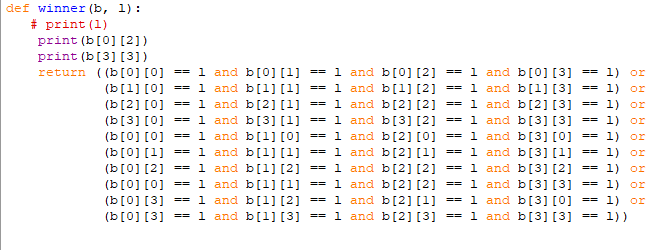 def winner(b, l):
   # print(l)
    print(b[0][2])
    print(b[3][3])
    return ((b[0][0] == l and b[0][1] == l and b[0][2] == l and b[0][3] == l) or
            (b[1][0] == l and b[1][1] == l and b[1][2] == l and b[1][3] == l) or
            (b[2][0] == l and b[2][1] == l and b[2][2] == l and b[2][3] == l) or
            (b[3][0] == l and b[3][1] == l and b[3][2] == l and b[3][3] == l) or
            (b[0][0] == l and b[1][0] == l and b[2][0] == l and b[3][0] == l) or
            (b[0][1] == l and b[1][1] == l and b[2][1] == l and b[3][1] == l) or
            (b[0][2] == l and b[1][2] == l and b[2][2] == l and b[3][2] == l) or
            (b[0][0] == l and b[1][1] == l and b[2][2] == l and b[3][3] == l) or
            (b[0][3] == l and b[1][2] == l and b[2][1] == l and b[3][0] == l) or
            (b[0][3] == l and b[1][3] == l and b[2][3] == l and b[3][3] == l))